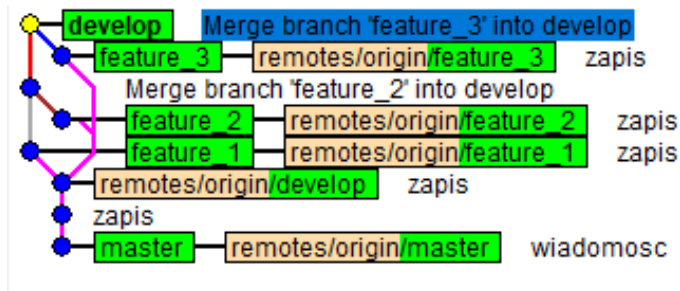 develop Merge branch 'feature_3' into develop
feature_3 remotes/origin/feature_3 zapis
Merge branch 'feature_2' into develop
feature_2 remotes/origin/feature_2 zapis
feature_1 remotes/origin/feature_1 zapis
remotes/origin/develop zapis
zapis
master remotes/origin/master wiadomosc